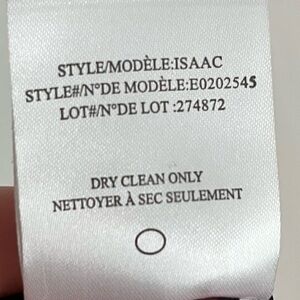 STYLE/MODÈLE:ISAAC
STYLE#/N°DE MODÈLE:E0202545
LOT#/N°DE LOT :274872
DRY CLEAN ONLY
NETTOYER À SEC SEULEMENT